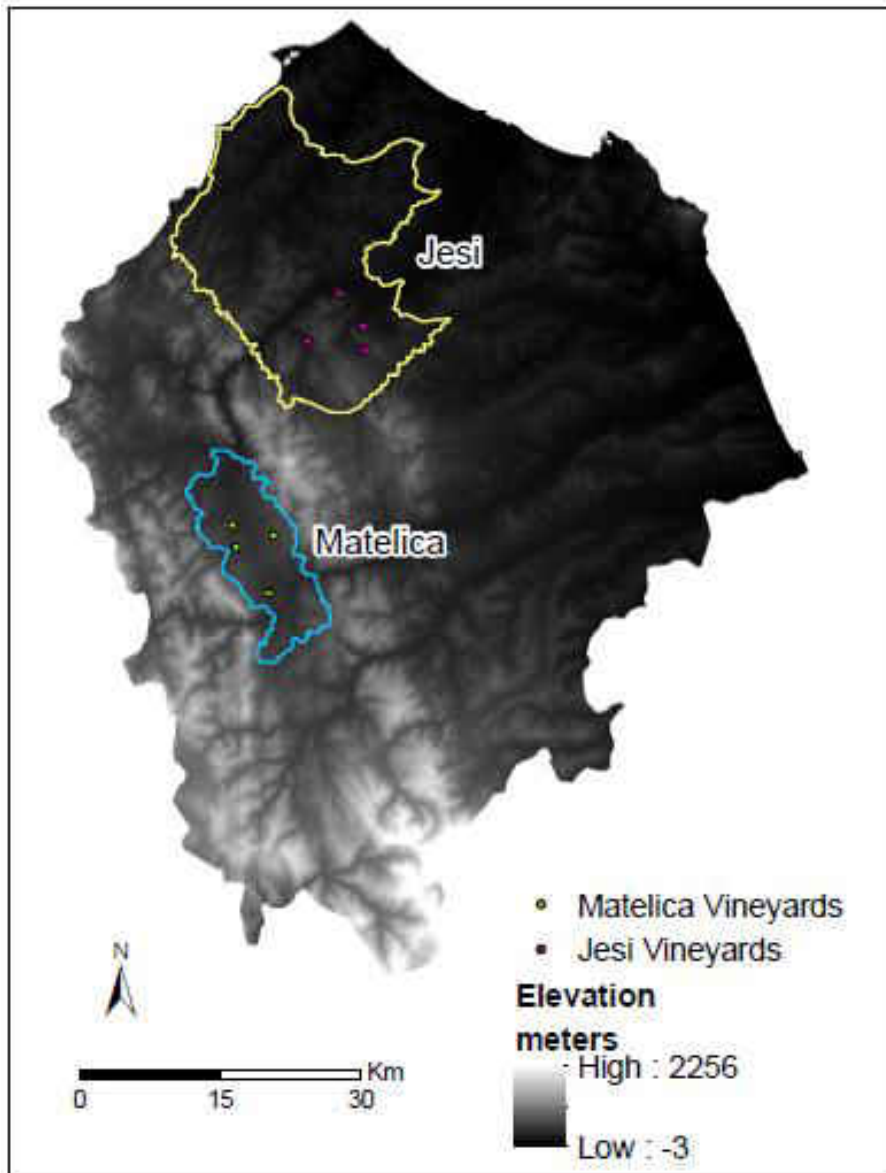 Jesi
Matelica
Matelica Vineyards
Jesi Vineyards
Elevation
meters
High : 2256
Low : -3
N
Km
0 15 30